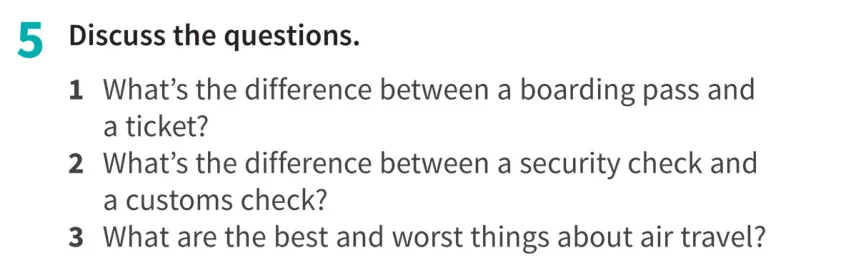 5 Discuss the questions.
1 What’s the difference between a boarding pass and
a ticket?
2 What’s the difference between a security check and
a customs check?
3 What are the best and worst things about air travel?